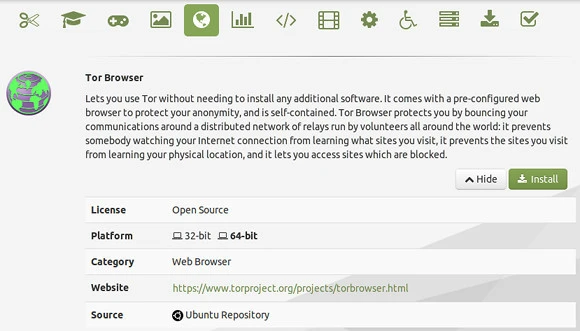 Tor Browser
Lets you use Tor without needing to install any additional software. It comes with a pre-configured web
browser to protect your anonymity, and is self-contained. Tor Browser protects you by bouncing your
communications around a distributed network of relays run by volunteers all around the world: it prevents
somebody watching your Internet connection from learning what sites you visit, it prevents the sites you visit
from learning your physical location, and it lets you access sites which are blocked.
Hide Install
License Open Source
Platform 32-bit 64-bit
Category Web Browser
Website https://www.torproject.org/projects/torbrowser.html
Source Ubuntu Repository